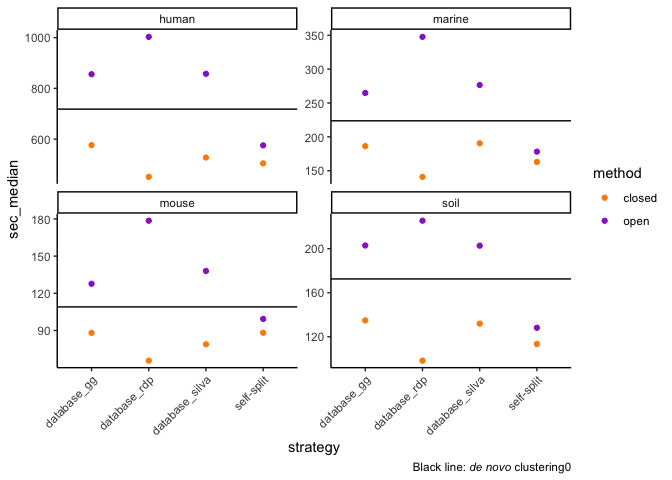 human
marine
1000
800
600
350
300
250
200
150
sec_median
method
closed
open
mouse
soil
180
150
120
90
200
160
120
database_gg
database_rdp
database_silva
self-split
database_gg
database_rdp
database_silva
self-split
strategy
Black line: de novo clustering0